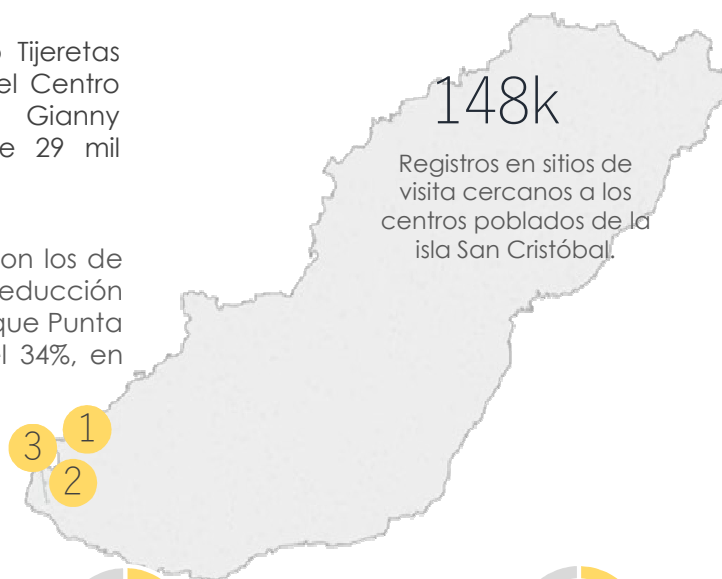 Tijeretas
el Centro
Gianny
e 29 mil
on los de
educción
que Punta
34%, en
148k
Registros en sitios de
visita cercanos a los
centros poblados de la
isla San Cristóbal.
1
3
2